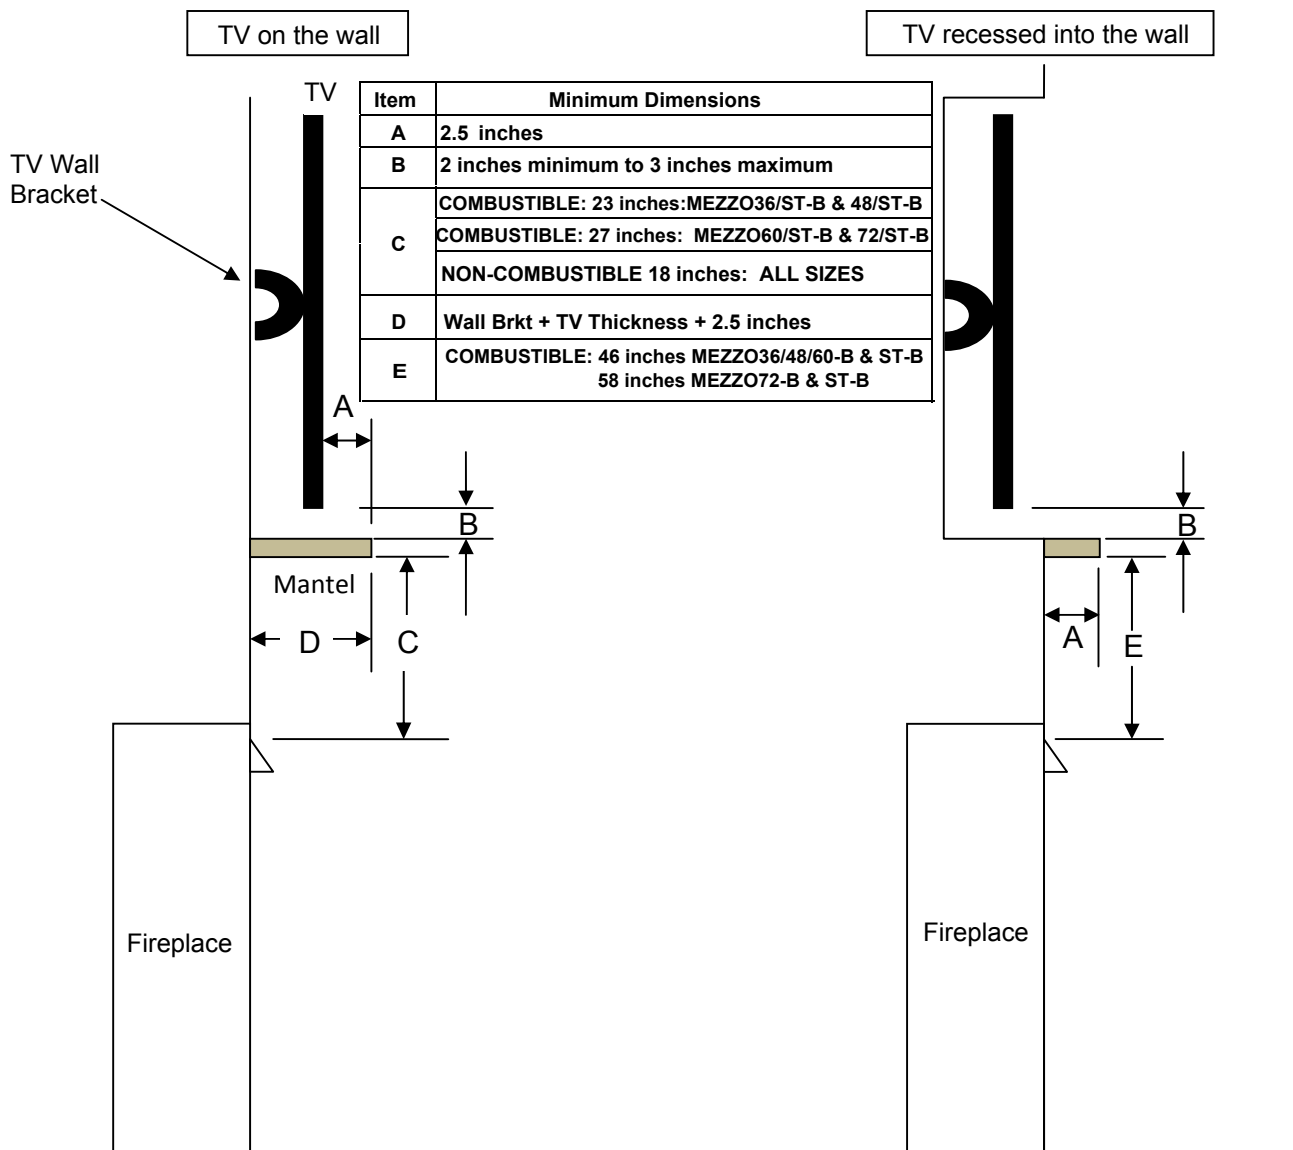 TV on the wall
TV recessed into the wall
TV
TV Wall
Bracket
Item Minimum Dimensions
A 2.5 inches
B 2 inches minimum to 3 inches maximum
C COMBUSTIBLE: 23 inches:MEZZO36/ST-B & 48/ST-B
COMBUSTIBLE: 27 inches: MEZZO60/ST-B & 72/ST-B
NON-COMBUSTIBLE 18 inches: ALL SIZES
D Wall Brkt + TV Thickness + 2.5 inches
E COMBUSTIBLE: 46 inches MEZZO36/48/60-B & ST-B
58 inches MEZZO72-B & ST-B
A
B
Mantel
D
C
Fireplace
B
A
E
Fireplace